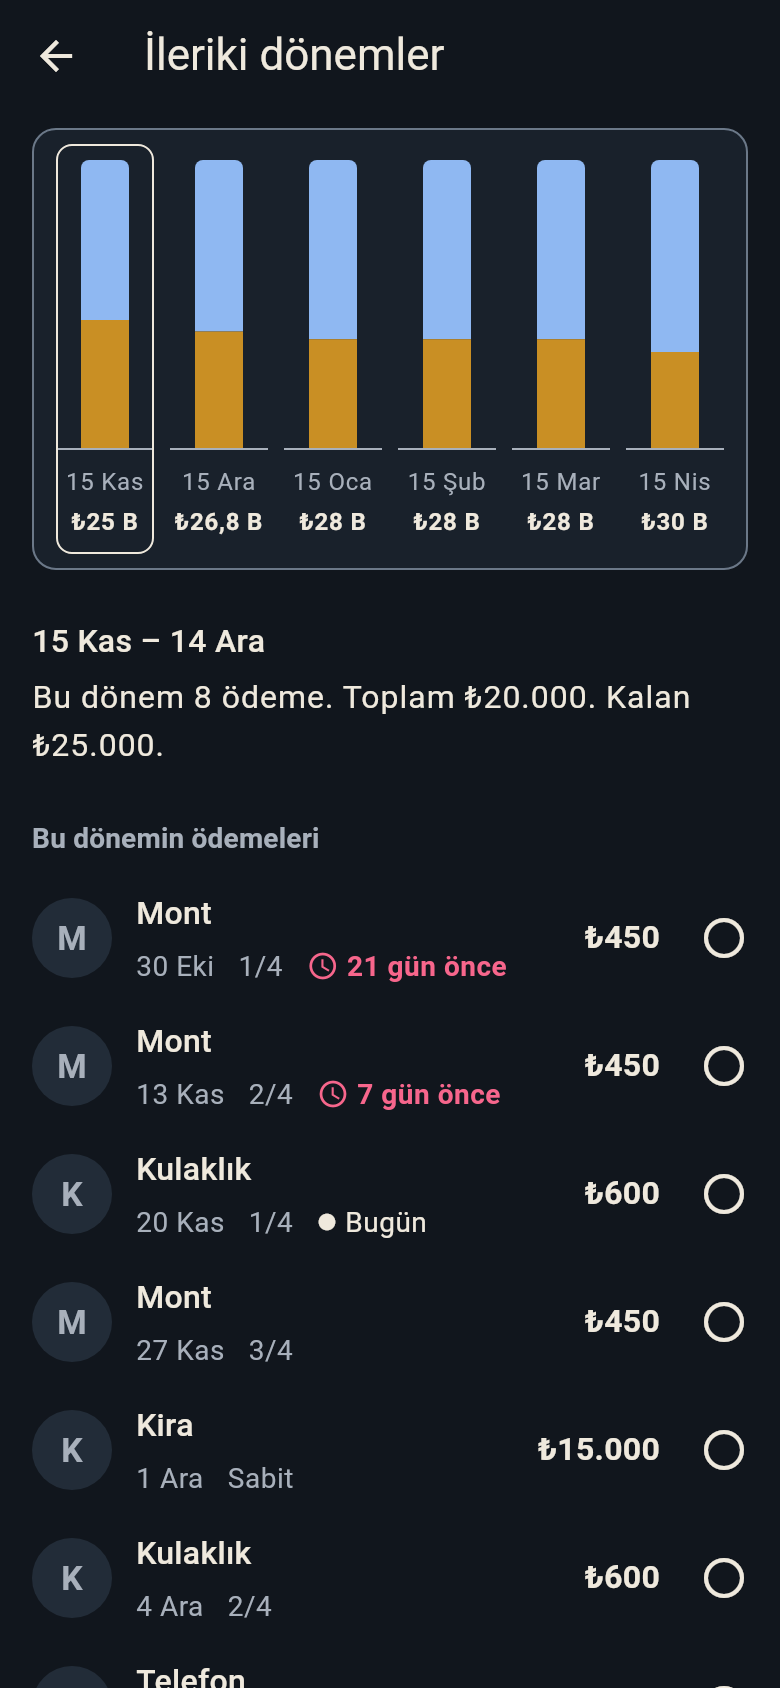 İleriki dönemler
15 Kas 15 Ara 15 Oca 15 Şub 15 Mar 15 Nis
₺25 B ₺26,8 B ₺28 B ₺28 B ₺28 B ₺30 B
15 Kas – 14 Ara
Bu dönem 8 ödeme. Toplam ₺20.000. Kalan
₺25.000.
Bu dönemin ödemeleri
M
Mont
30 Eki 1/4 21 gün önce
₺450
M
Mont
13 Kas 2/4 7 gün önce
₺450
K
Kulaklık
20 Kas 1/4 Bugün
₺600
M
Mont
27 Kas 3/4
₺450
K
Kira
1 Ara Sabit
₺15.000
K
Kulaklık
4 Ara 2/4
₺600
Telefon